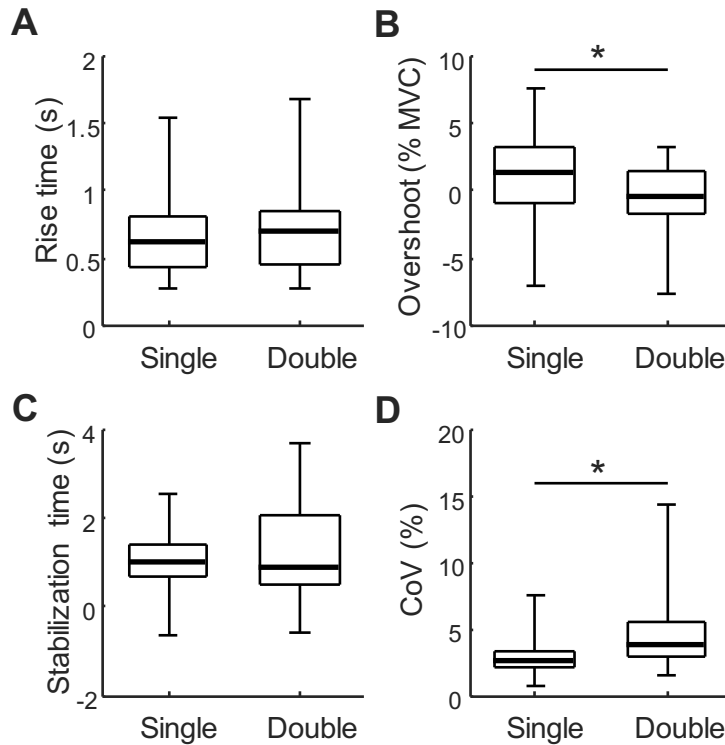 A
Rise time (s)
2
1.5
1
0.5
0
Single Double
B
Overshoot (% MVC)
10
5
0
-5
-10
*
Single Double
C
Stabilization time (s)
4
2
0
-2
Single Double
D
CoV (%)
20
15
10
5
0
*
Single Double